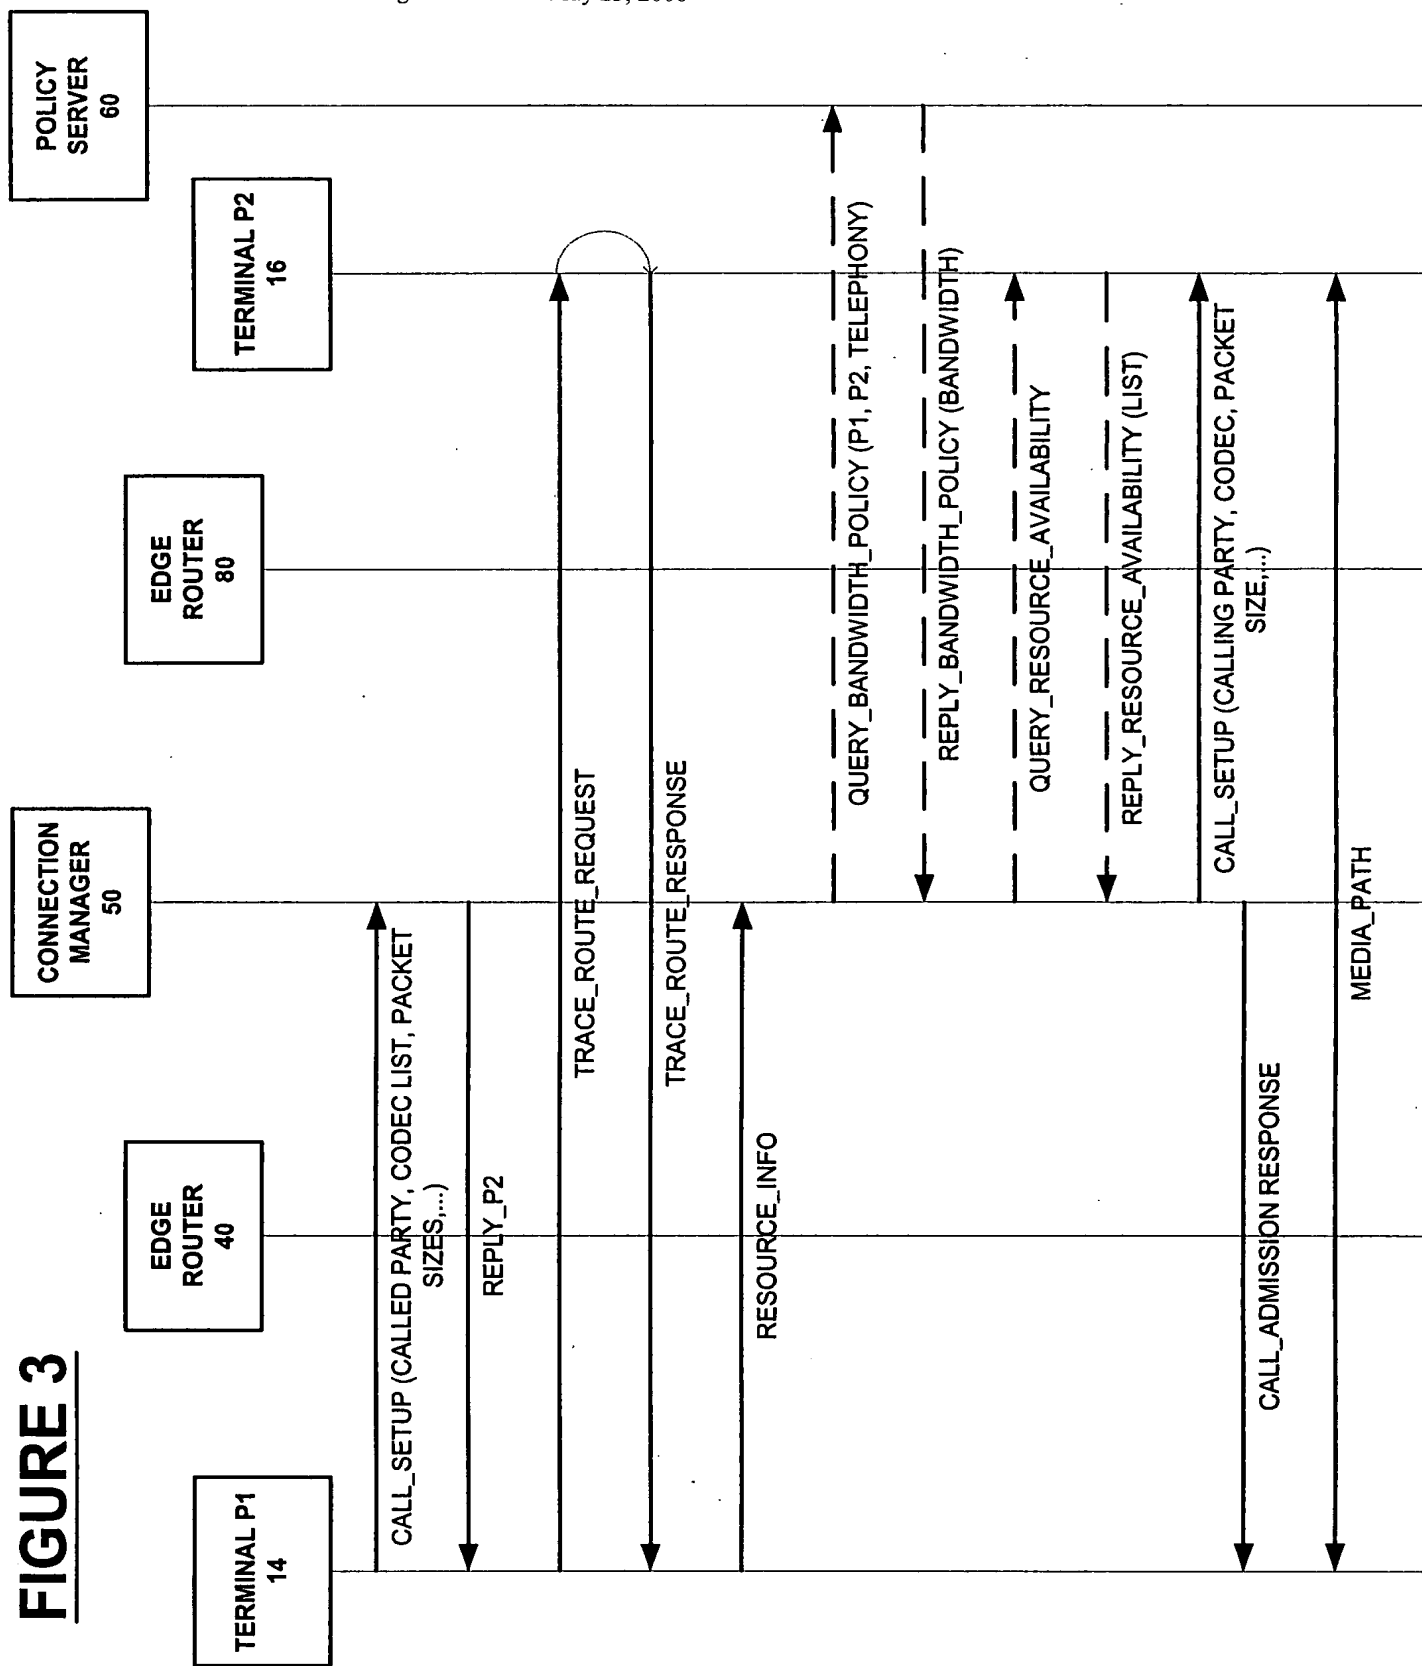 FIGURE 3
TERMINAL P1
14
EDGE
ROUTER
40
CONNECTION
MANAGER
50
EDGE
ROUTER
80
TERMINAL P2
16
POLICY
SERVER
60
CALL_SETUP (CALLED PARTY, CODEC LIST, PACKET
SIZES,...)
REPLY_P2
TRACE_ROUTE_REQUEST
TRACE_ROUTE_RESPONSE
RESOURCE_INFO
QUERY_BANDWIDTH_POLICY (P1, P2, TELEPHONY)
REPLY_BANDWIDTH_POLICY (BANDWIDTH)
QUERY_RESOURCE_AVAILABILITY
REPLY_RESOURCE_AVAILABILITY (LIST)
CALL_SETUP (CALLING PARTY, CODEC, PACKET
SIZE,...)
CALL_ADMISSION RESPONSE
MEDIA_PATH